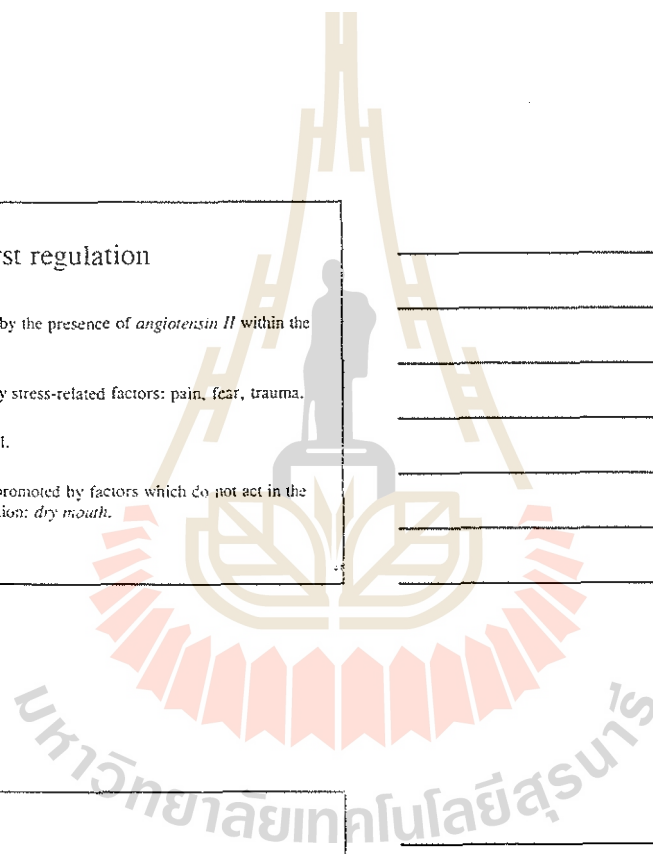 rst regulation
by the presence of angiotensin II within the
y stress-related factors: pain, fear, trauma.
t.
promoted by factors which do not act in the
ion: dry mouth.
มหาวิทยาลัยเทคโนโลยีสุรนารี